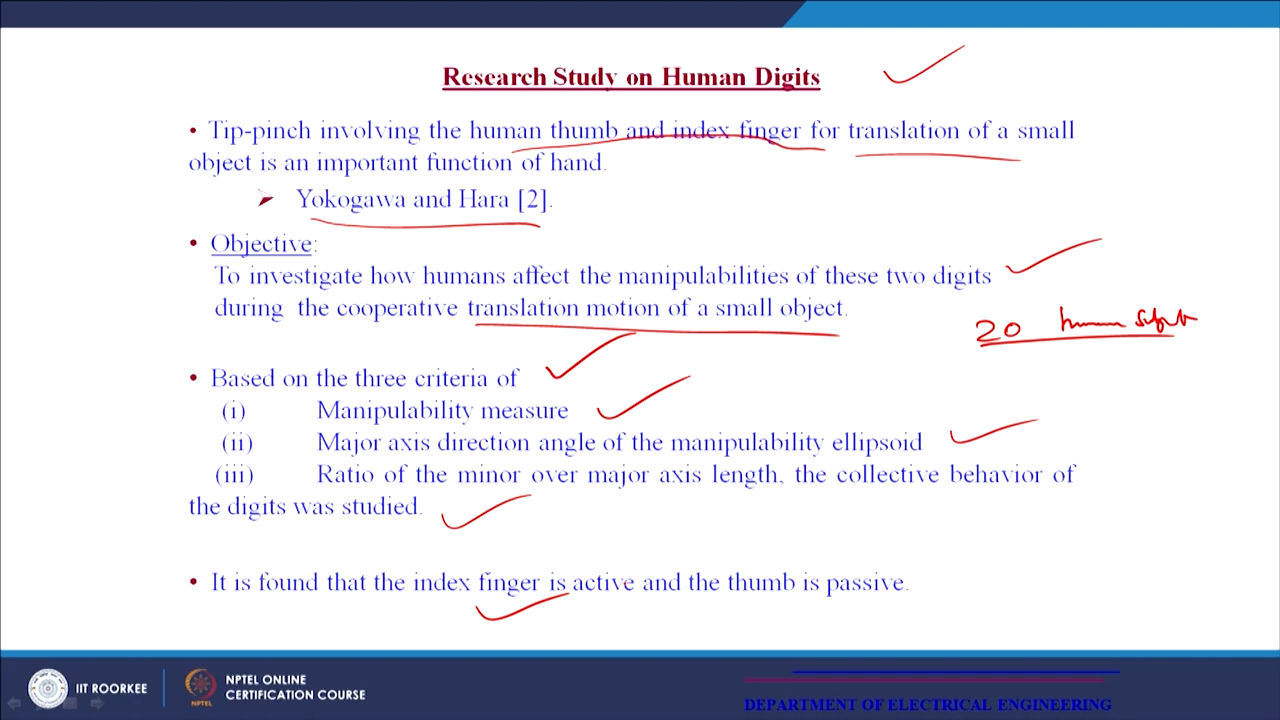 Research Study on Human Digits
• Tip-pinch involving the human thumb and index finger for translation of a small
object is an important function of hand.
➢ Yokogawa and Hara [2].
• Objective:
To investigate how humans affect the manipulabilities of these two digits
during the cooperative translation motion of a small object.
20 human
• Based on the three criteria of
(i) Manipulability measure
(ii) Major axis direction angle of the manipulability ellipsoid
(iii) Ratio of the minor over major axis length, the collective behavior of
the digits was studied.
• It is found that the index finger is active and the thumb is passive.
IIT ROORKEE
NPTEL
NPTEL ONLINE
CERTIFICATION COURSE
DEPARTMENT OF ELECTRICAL ENGINEERING